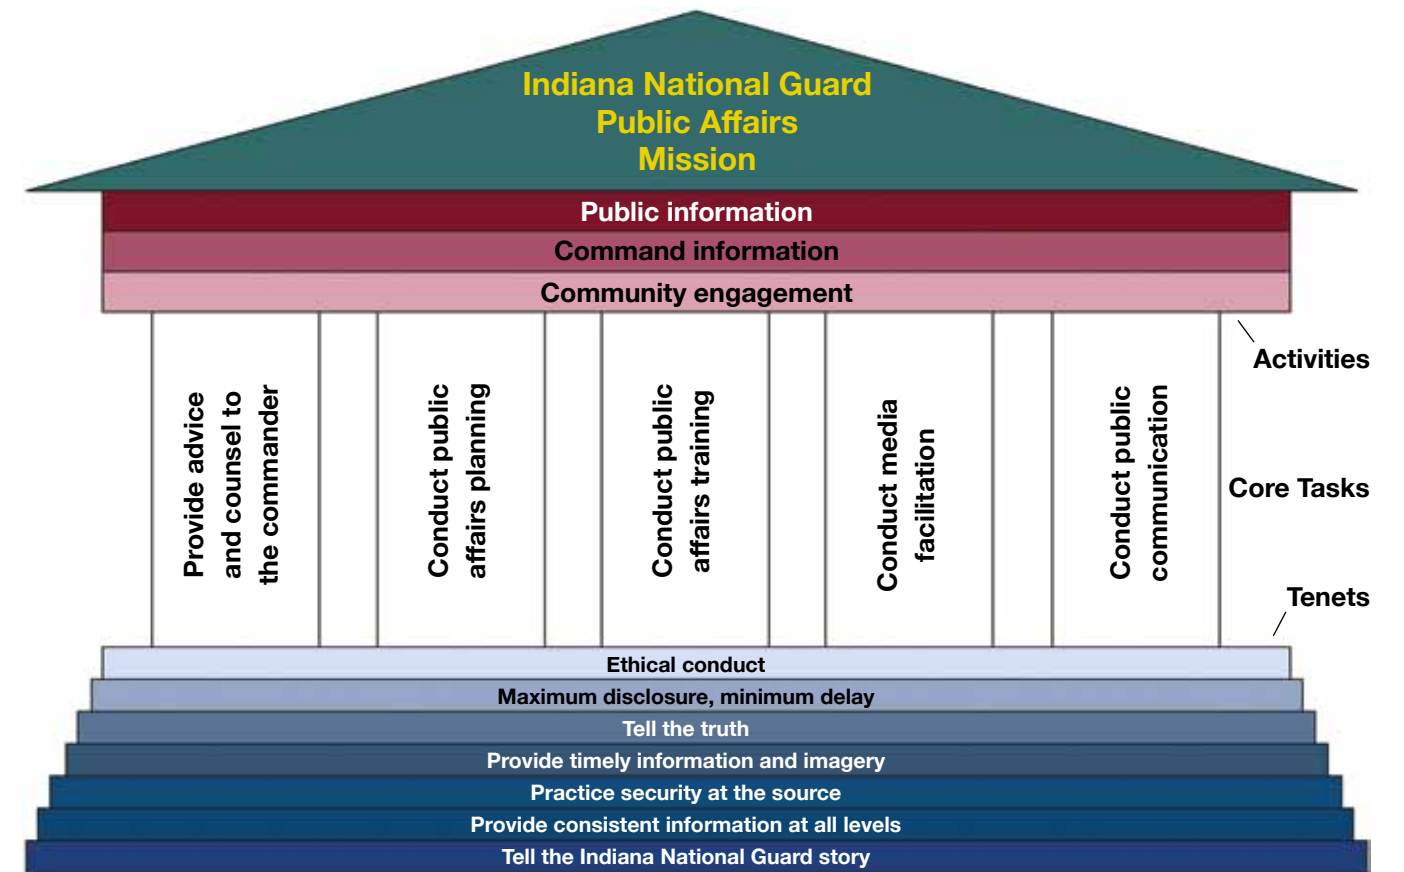 Indiana National Guard
Public Affairs
Mission
Public information
Command information
Community engagement
Activities
Provide advice
and counsel to
the commander
Conduct public
affairs planning
Conduct public
affairs training
Conduct media
facilitation
Conduct public
communication
Core Tasks
Tenets
Ethical conduct
Maximum disclosure, minimum delay
Tell the truth
Provide timely information and imagery
Practice security at the source
Provide consistent information at all levels
Tell the Indiana National Guard story